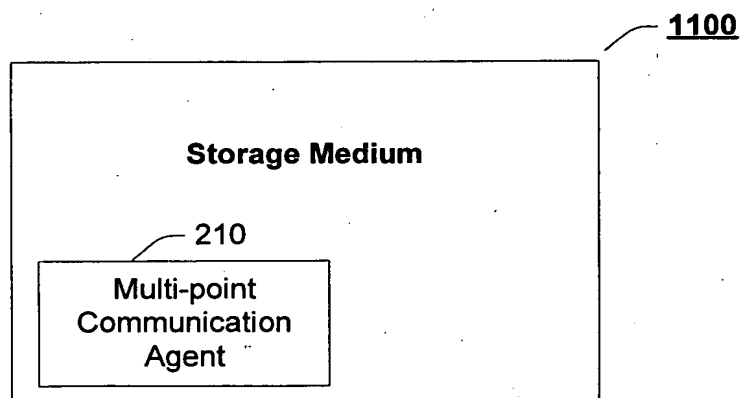 1100
Storage Medium
210
Multi-point
Communication
Agent